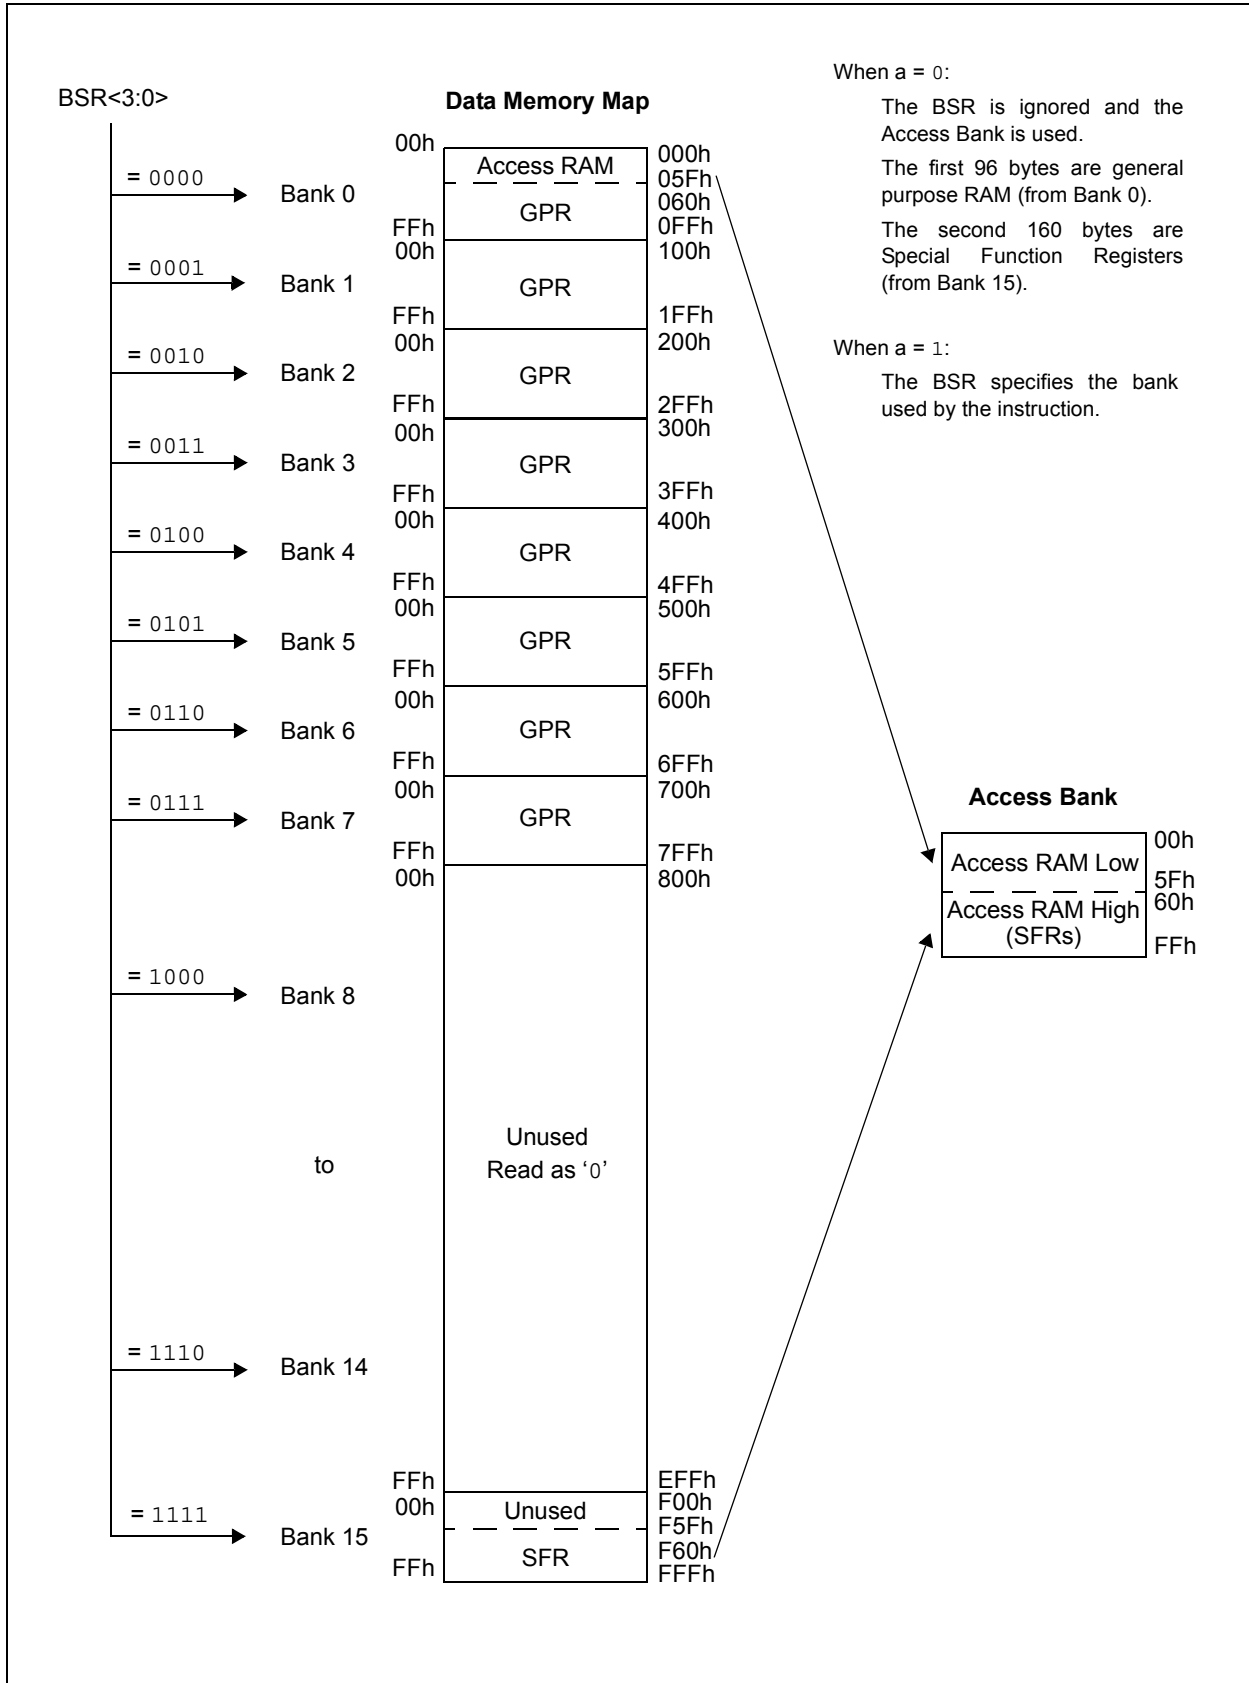 BSR<3:0>
Data Memory Map
When a = 0:
The BSR is ignored and the
Access Bank is used.
The first 96 bytes are general
purpose RAM (from Bank 0).
The second 160 bytes are
Special Function Registers
(from Bank 15).
When a = 1:
The BSR specifies the bank
used by the instruction.
= 0000
Bank 0
00h
FFh
Access RAM
GPR
000h
05Fh
060h
0FFh
= 0001
Bank 1
00h
FFh
GPR
100h
1FFh
= 0010
Bank 2
00h
FFh
GPR
200h
2FFh
= 0011
Bank 3
00h
FFh
GPR
300h
3FFh
= 0100
Bank 4
00h
FFh
GPR
400h
4FFh
= 0101
Bank 5
00h
FFh
GPR
500h
5FFh
= 0110
Bank 6
00h
FFh
GPR
600h
6FFh
= 0111
Bank 7
00h
FFh
GPR
700h
7FFh
= 1000
Bank 8
to
= 1110
Bank 14
00h
FFh
Unused
Read as ‘0’
800h
EFFh
= 1111
Bank 15
00h
FFh
Unused
SFR
F00h
F5Fh
F60h
FFFh
Access Bank
Access RAM Low
Access RAM High
(SFRs)
00h
5Fh
60h
FFh